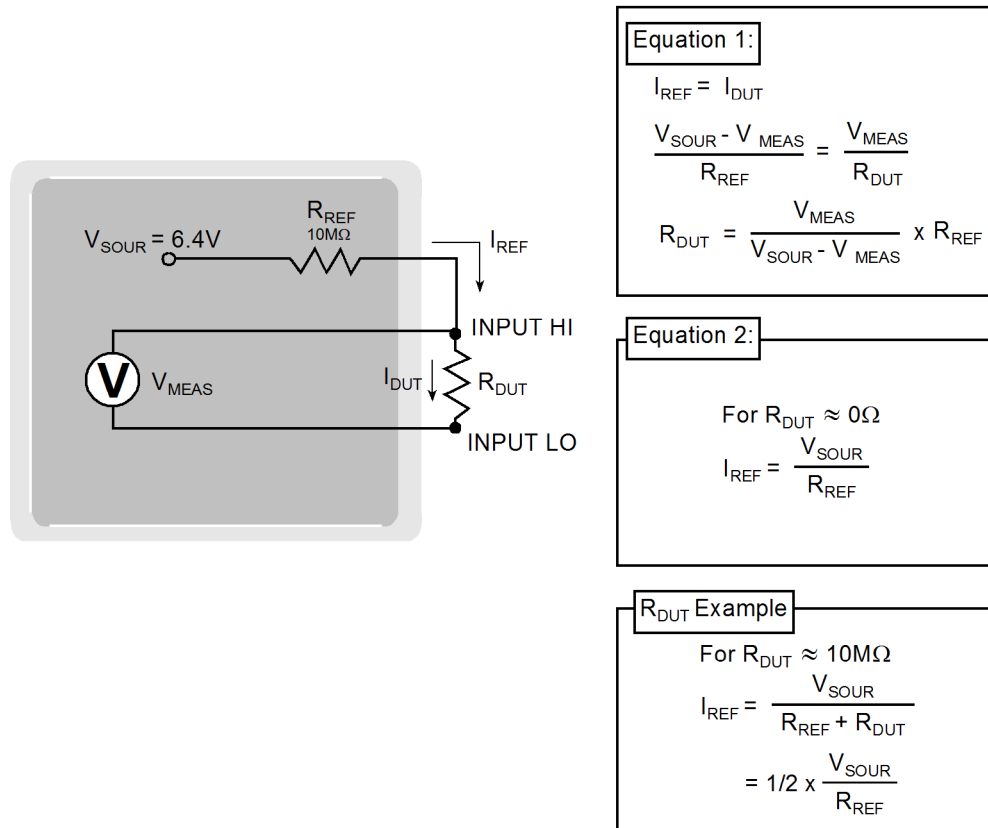 V_SOUR = 6.4V
R_REF
10MΩ
I_REF
INPUT HI
V
V_MEAS
I_DUT
R_DUT
INPUT LO
Equation 1:
I_REF = I_DUT
V_SOUR - V_MEAS / R_REF = V_MEAS / R_DUT
R_DUT = V_MEAS / V_SOUR - V_MEAS x R_REF
Equation 2:
For R_DUT ≈ 0Ω
I_REF = V_SOUR / R_REF
R_DUT Example
For R_DUT ≈ 10MΩ
I_REF = V_SOUR / R_REF + R_DUT
= 1/2 x V_SOUR / R_REF